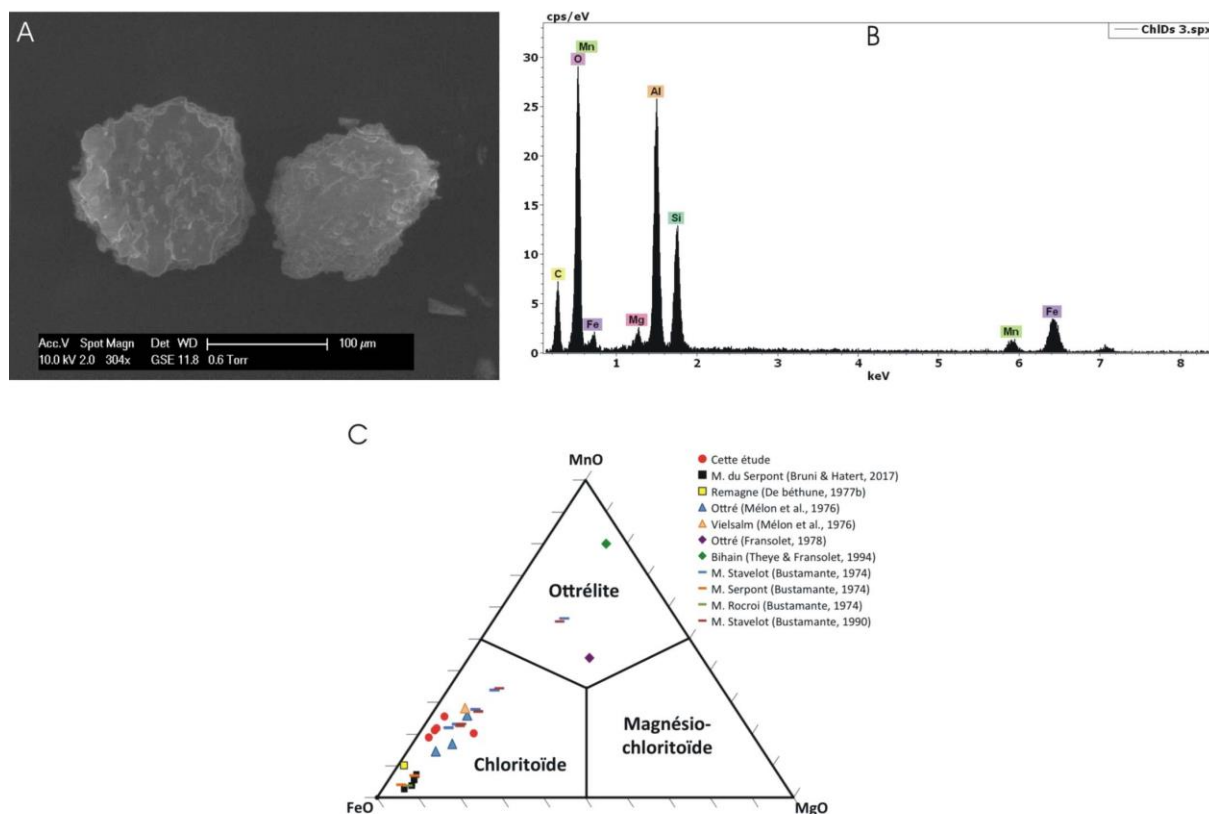 A
Acc.V Spot Magn Det WD 100 µm
10.0 kV 2.0 304x GSE 11.8 0.6 Torr
cps/eV
B
ChlDs 3.spx
30
25
20
15
10
5
0
Mn
O
Al
Si
C
Fe
Mg
Mn
Fe
1 2 3 4 5 6 7 8
keV
C
MnO
Ottrélite
Chloritoïde
Magnésio-
chloritoïde
FeO
MgO
Cette étude
M. du Serpont (Bruni & Hatert, 2017)
Remagne (De béthune, 1977b)
Ottré (Mélon et al., 1976)
Vielsalm (Mélon et al., 1976)
Ottré (Fransolet, 1978)
Bihain (Theye & Fransolet, 1994)
M. Stavelot (Bustamante, 1974)
M. Serpont (Bustamante, 1974)
M. Rocroi (Bustamante, 1974)
M. Stavelot (Bustamante, 1990)